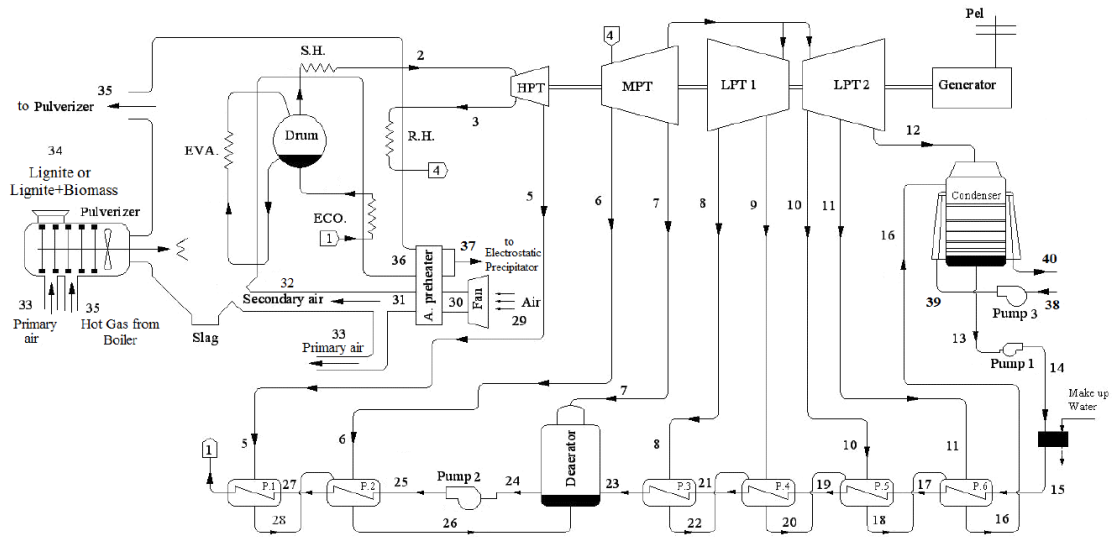 Pel
S.H.
2
4
HPT
MPT
LPT 1
LPT 2
Generator
35
to Pulverizer
3
12
34
Lignite or
Lignite+Biomass
EVA.
Drum
R.H.
4
Pulverizer
ECO.
1
5
6
7
8
9
10
11
16
Condenser
36
37
to
Electrostatic
Precipitator
A. preheater
32
Secondary air
31
30
Fan
Air
29
40
39
38
Pump 3
33
Primary
air
35
Hot Gas from
Boiler
Slag
33
Primary air
13
Pump 1
14
7
Make up
Water
5
6
Deaerator
8
10
11
1
P.1
27
P.2
25
Pump 2
24
23
P.3
21
P.4
19
P.5
17
P.6
15
28
26
22
20
18
16